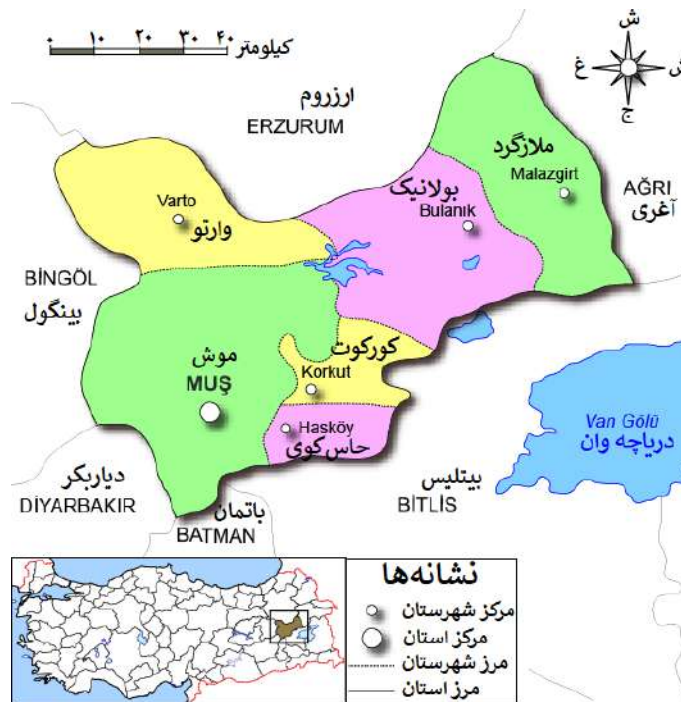 ۰ ۱۰ ۲۰ ۳۰ ۴۰ کیلومتر
ش
غ
ش
ج
ارزروم
ERZURUM
ملازگرد
Malazgirt
بولانیک
Bulanık
AĞRI
آغری
Varto
وارتو
BİNGÖL
بینگول
موش
MUŞ
کورکوت
Korkut
Hasköy
حاس‌کوی
Van Gölü
دریاچه وان
دیاربکر
DİYARBAKIR
باتمان
BATMAN
بیتلیس
BİTLİS
نشانه‌ها
مرکز شهرستان
مرکز استان
مرز شهرستان
مرز استان